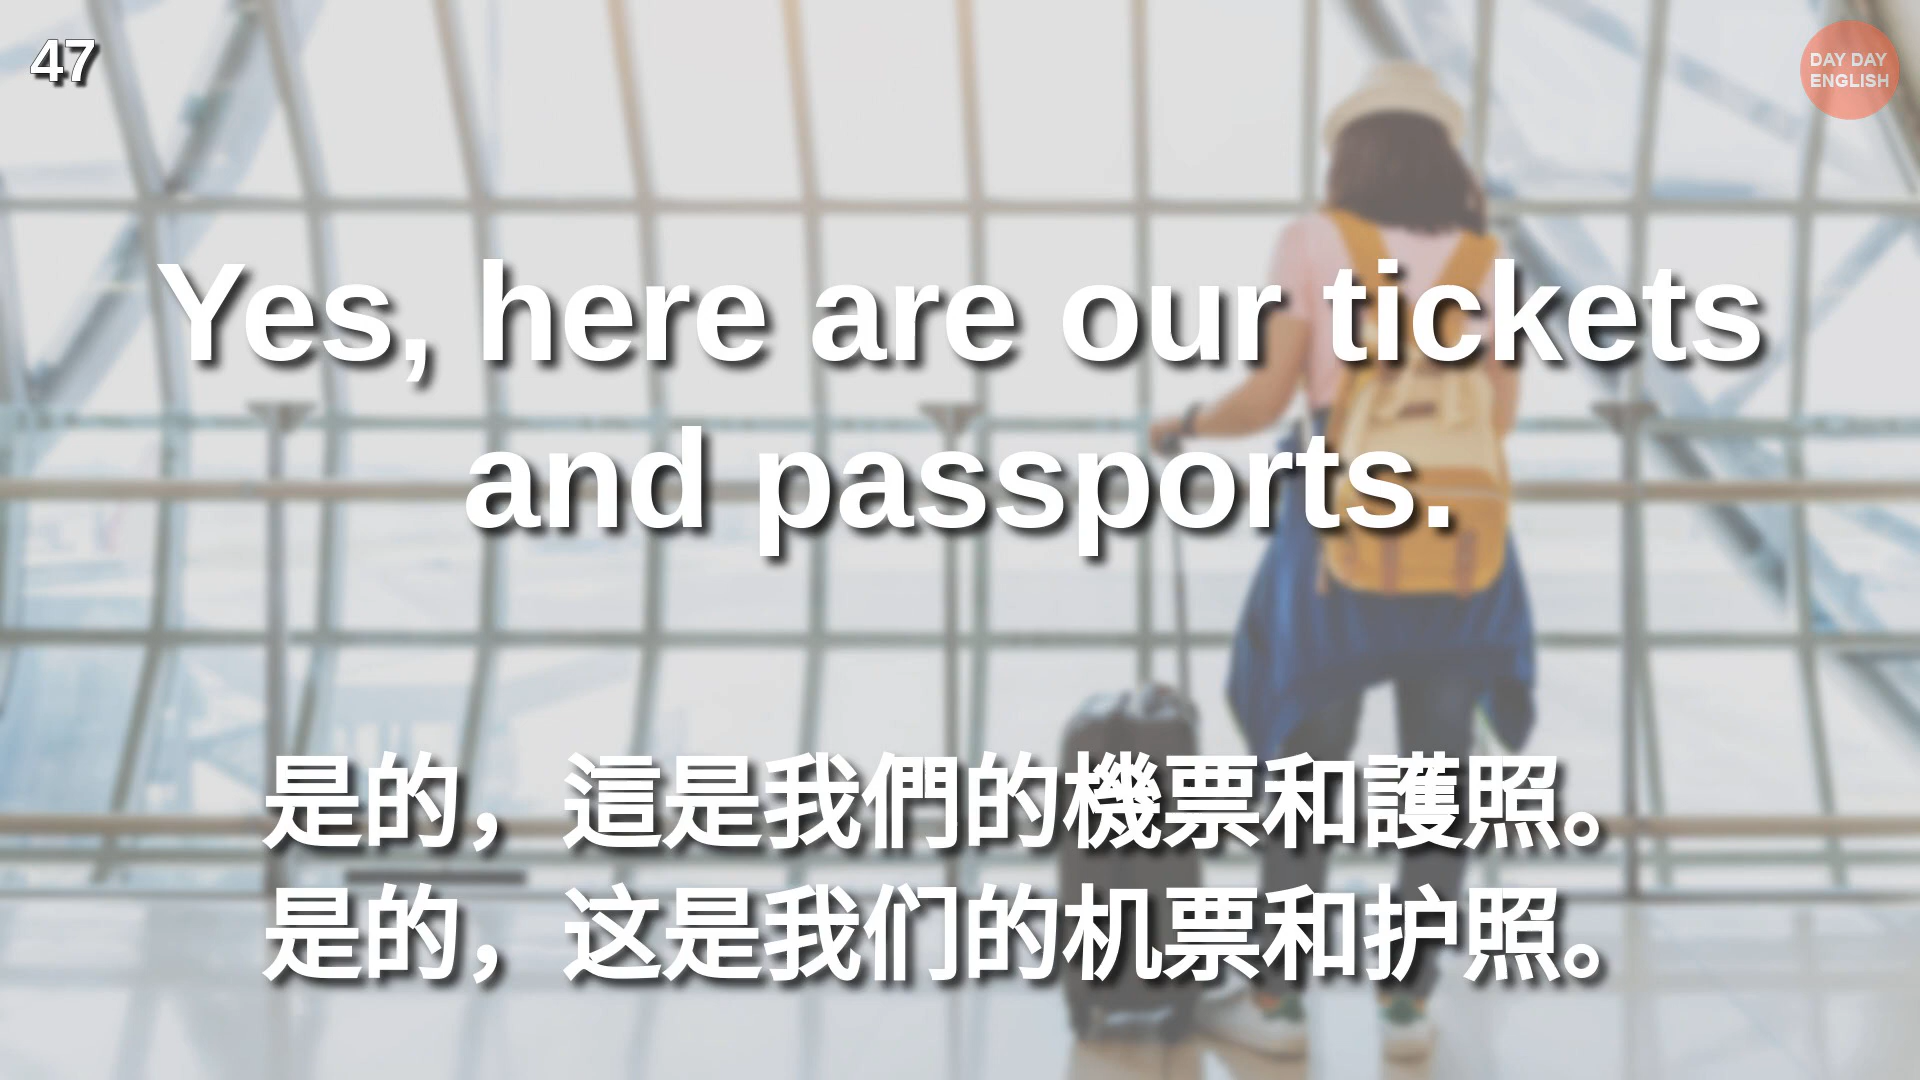 47
DAY DAY
ENGLISH
Yes, here are our tickets
and passports.
是的，這是我們的機票和護照。
是的，这是我们的机票和护照。